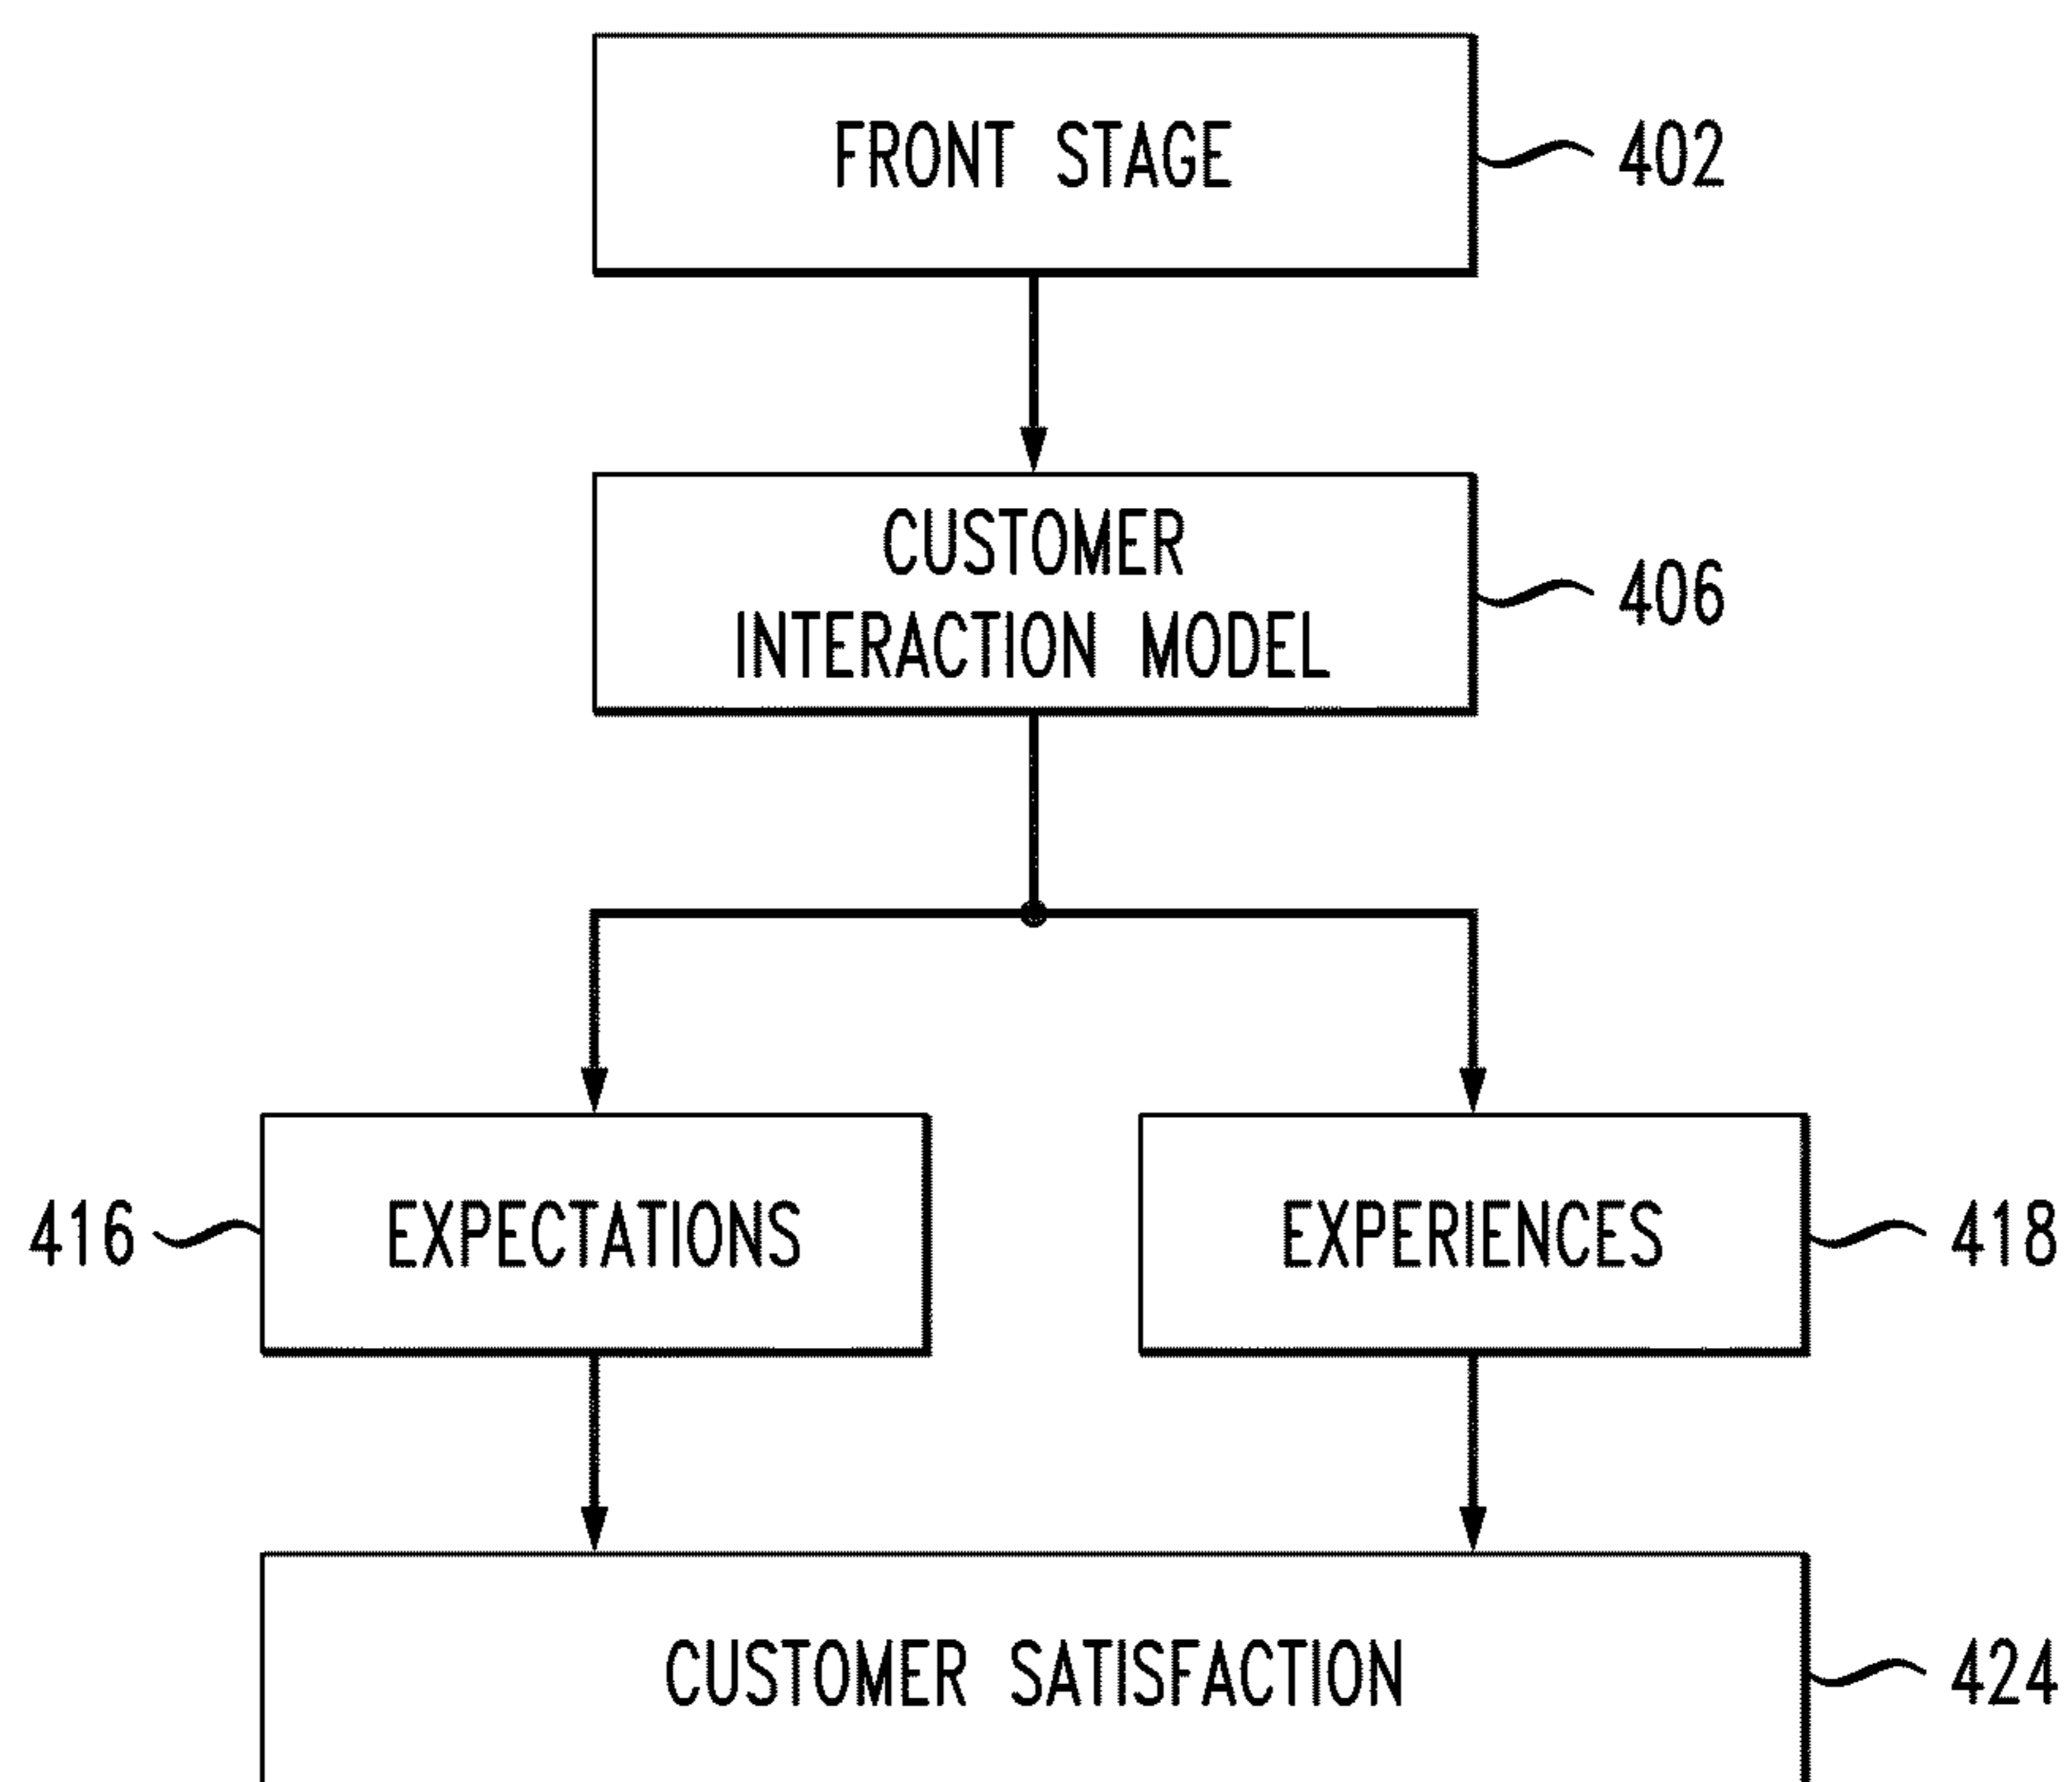 FRONT STAGE
402
CUSTOMER
INTERACTION MODEL
406
416
EXPECTATIONS
EXPERIENCES
418
CUSTOMER SATISFACTION
424